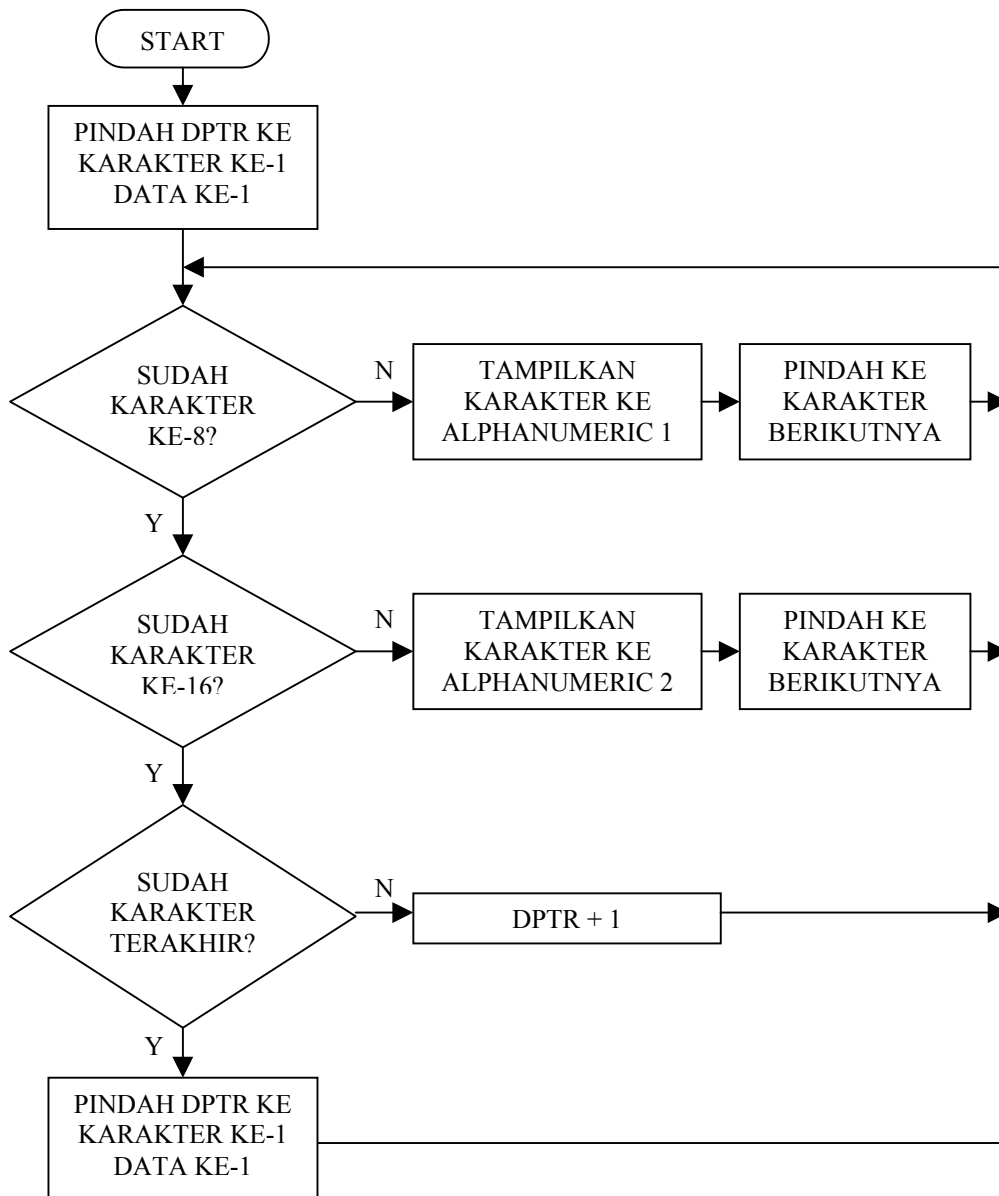 START
PINDAH DPTR KE
KARAKTER KE-1
DATA KE-1
SUDAH
KARAKTER
KE-8?
N
TAMPILKAN
KARAKTER KE
ALPHANUMERIC 1
PINDAH KE
KARAKTER
BERIKUTNYA
Y
SUDAH
KARAKTER
KE-16?
N
TAMPILKAN
KARAKTER KE
ALPHANUMERIC 2
PINDAH KE
KARAKTER
BERIKUTNYA
Y
SUDAH
KARAKTER
TERAKHIR?
N
DPTR + 1
Y
PINDAH DPTR KE
KARAKTER KE-1
DATA KE-1